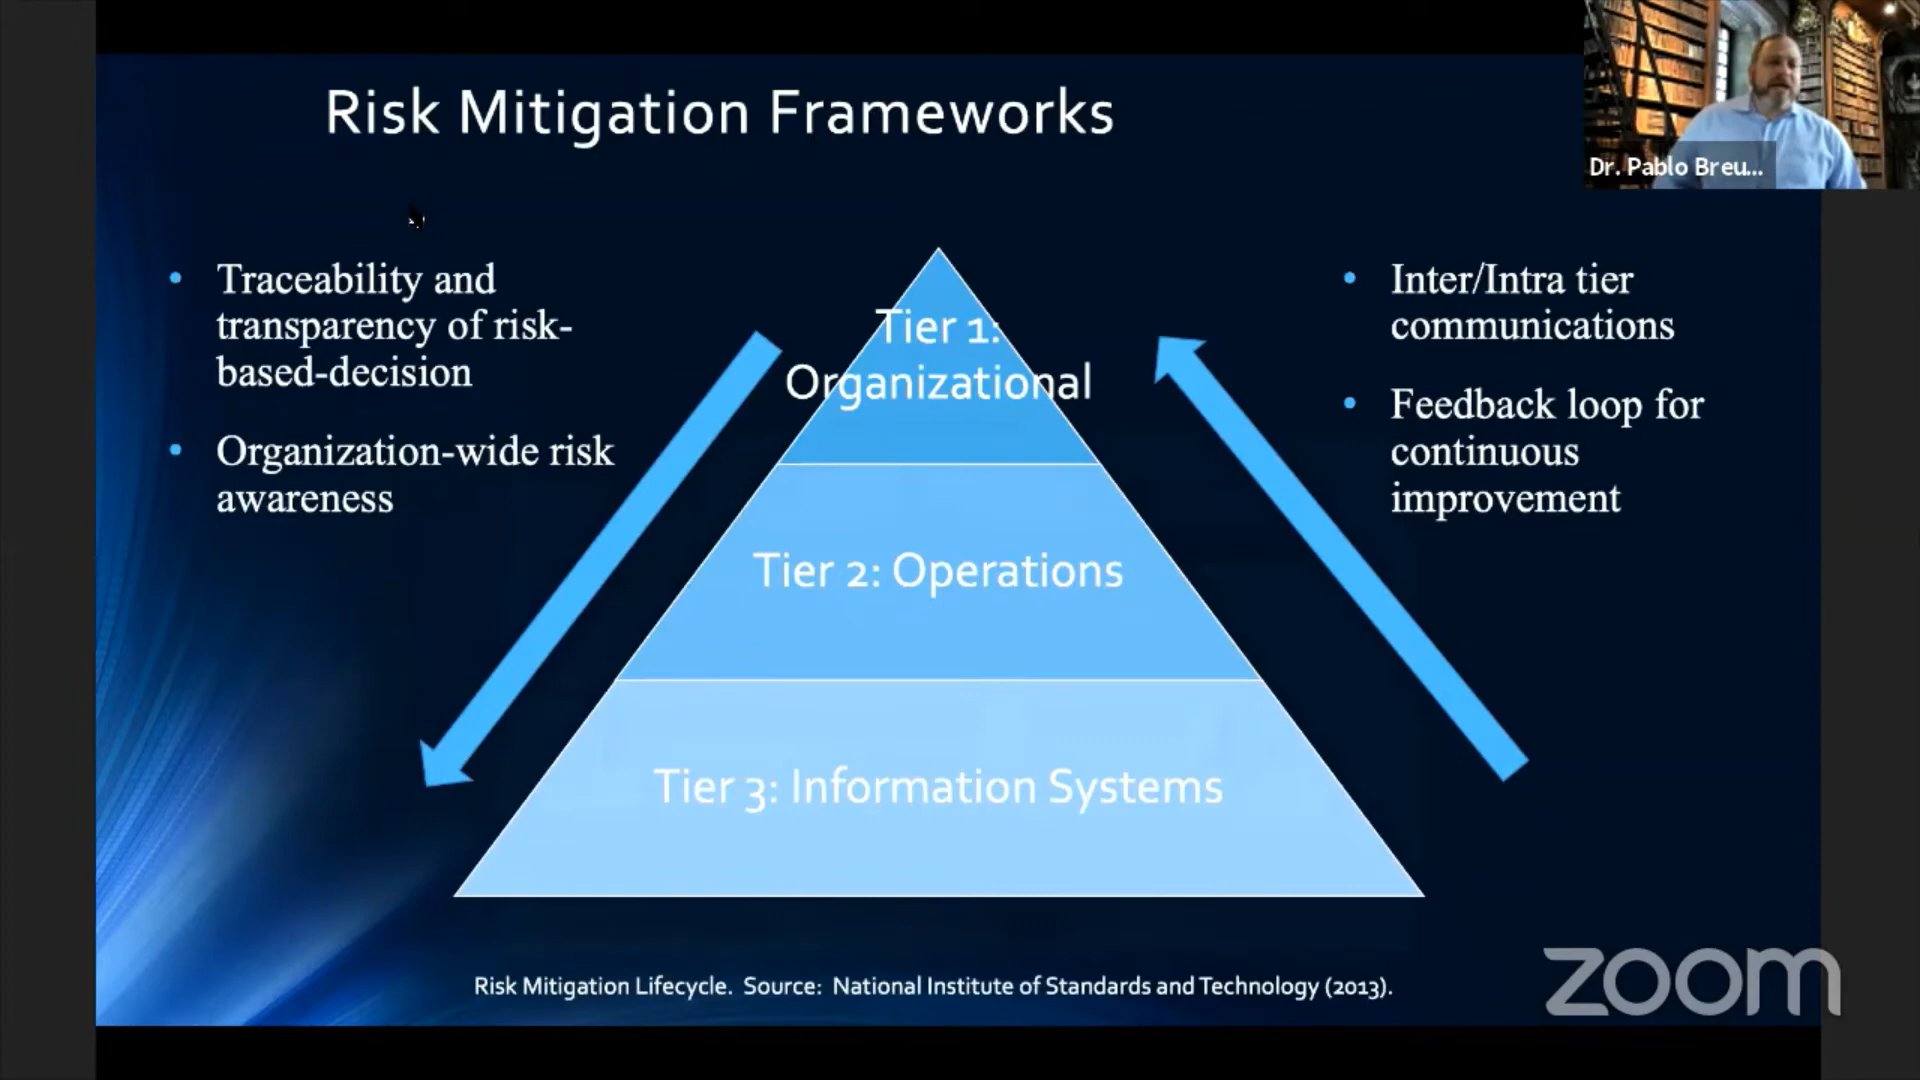 Risk Mitigation Frameworks
Dr. Pablo Breu...
• Traceability and
transparency of risk-
based-decision
• Organization-wide risk
awareness
Tier 1:
Organizational
Tier 2: Operations
Tier 3: Information Systems
• Inter/Intra tier
communications
• Feedback loop for
continuous
improvement
Risk Mitigation Lifecycle. Source: National Institute of Standards and Technology (2013).
zoom